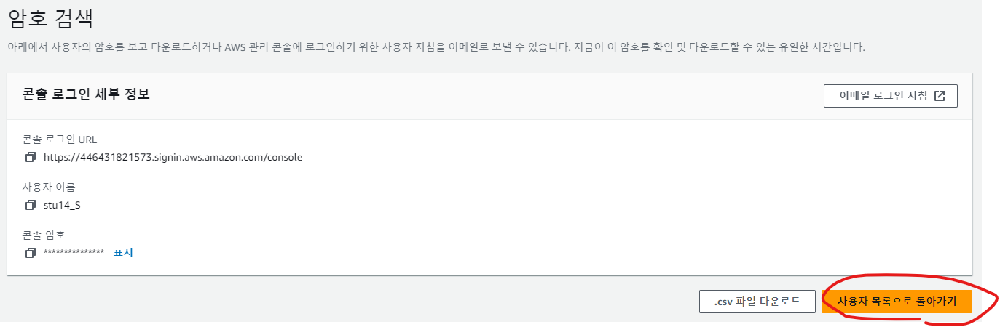 암호 검색
아래에서 사용자의 암호를 보고 다운로드하거나 AWS 관리 콘솔에 로그인하기 위한 사용자 지침을 이메일로 보낼 수 있습니다. 지금이 이 암호를 확인 및 다운로드할 수 있는 유일한 시간입니다.
콘솔 로그인 세부 정보
이메일 로그인 지침
콘솔 로그인 URL
https://446431821573.signin.aws.amazon.com/console
사용자 이름
stu14_S
콘솔 암호
*************** 표시
.csv 파일 다운로드
사용자 목록으로 돌아가기